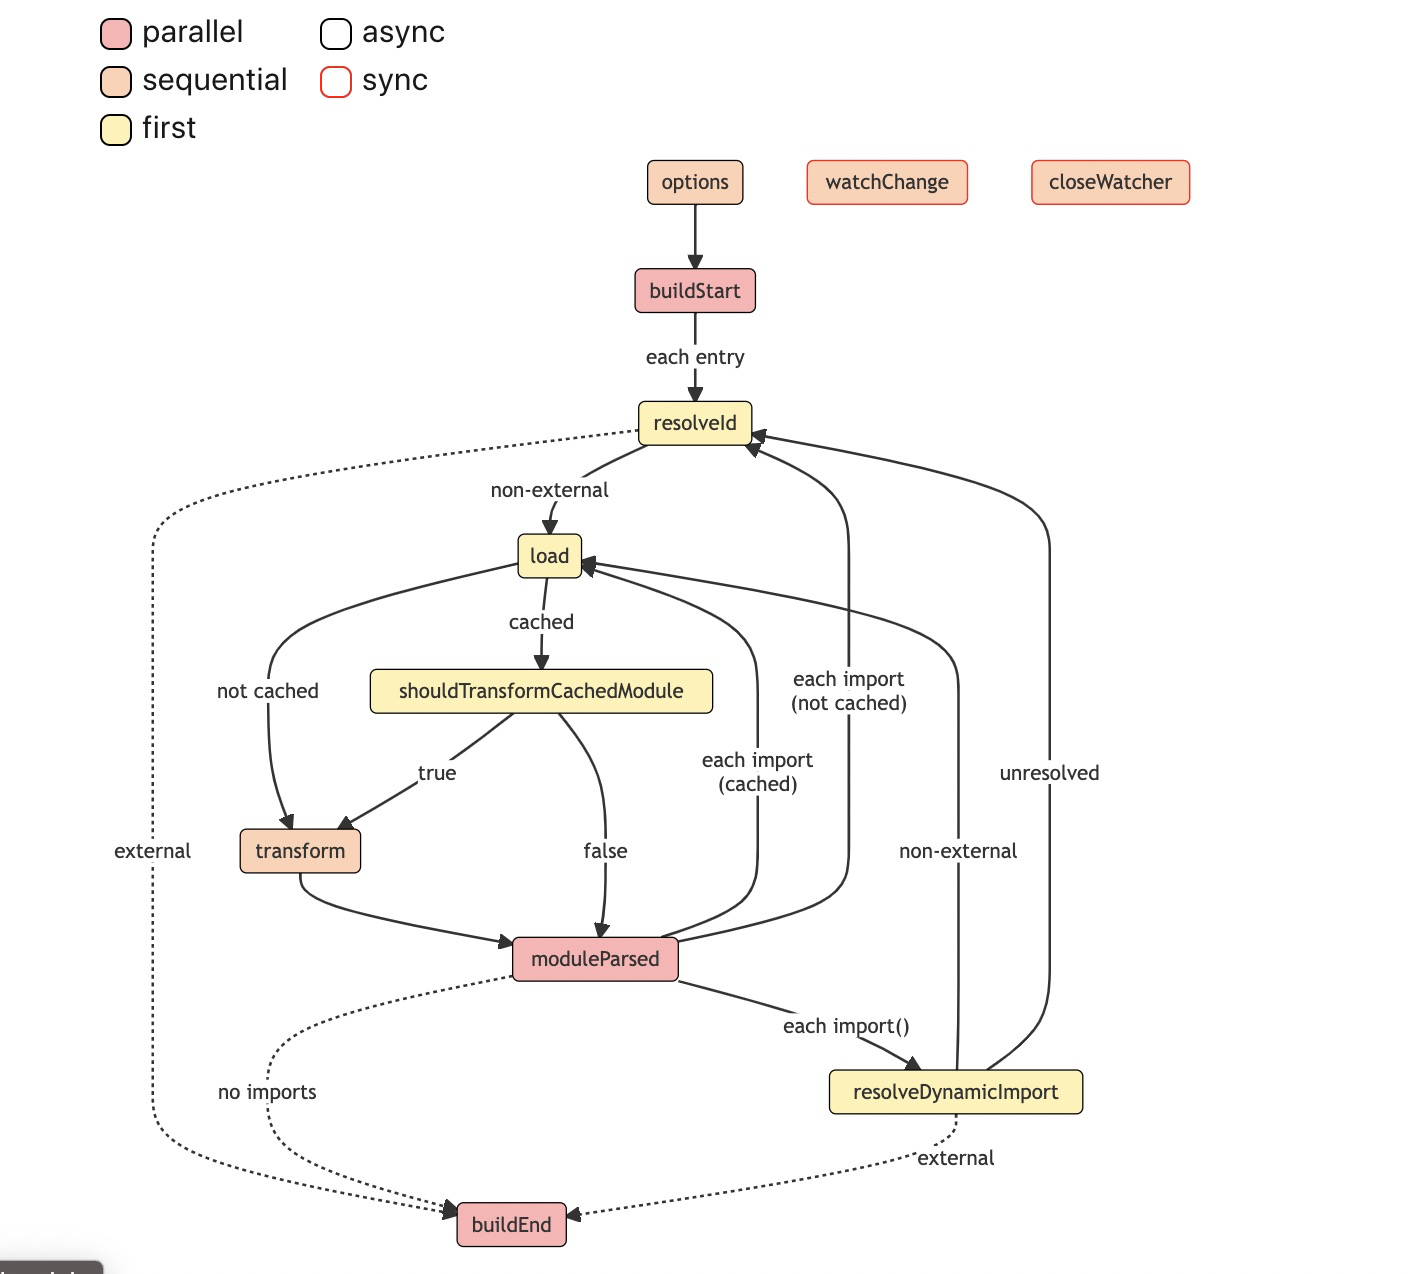 parallel
async
sequential
sync
first
options
watchChange
closeWatcher
buildStart
each entry
resolveId
non-external
load
cached
not cached
shouldTransformCachedModule
each import
(not cached)
each import
(cached)
true
unresolved
external
transform
false
non-external
moduleParsed
each import()
no imports
resolveDynamicImport
external
buildEnd